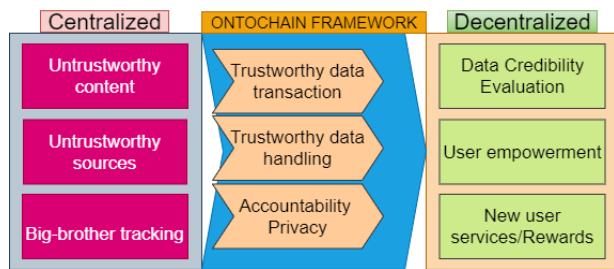 Centralized
ONTOCHAIN FRAMEWORK
Decentralized
Untrustworthy
content
Untrustworthy
sources
Big-brother tracking
Trustworthy data
transaction
Trustworthy data
handling
Accountability
Privacy
Data Credibility
Evaluation
User empowerment
New user
services/Rewards